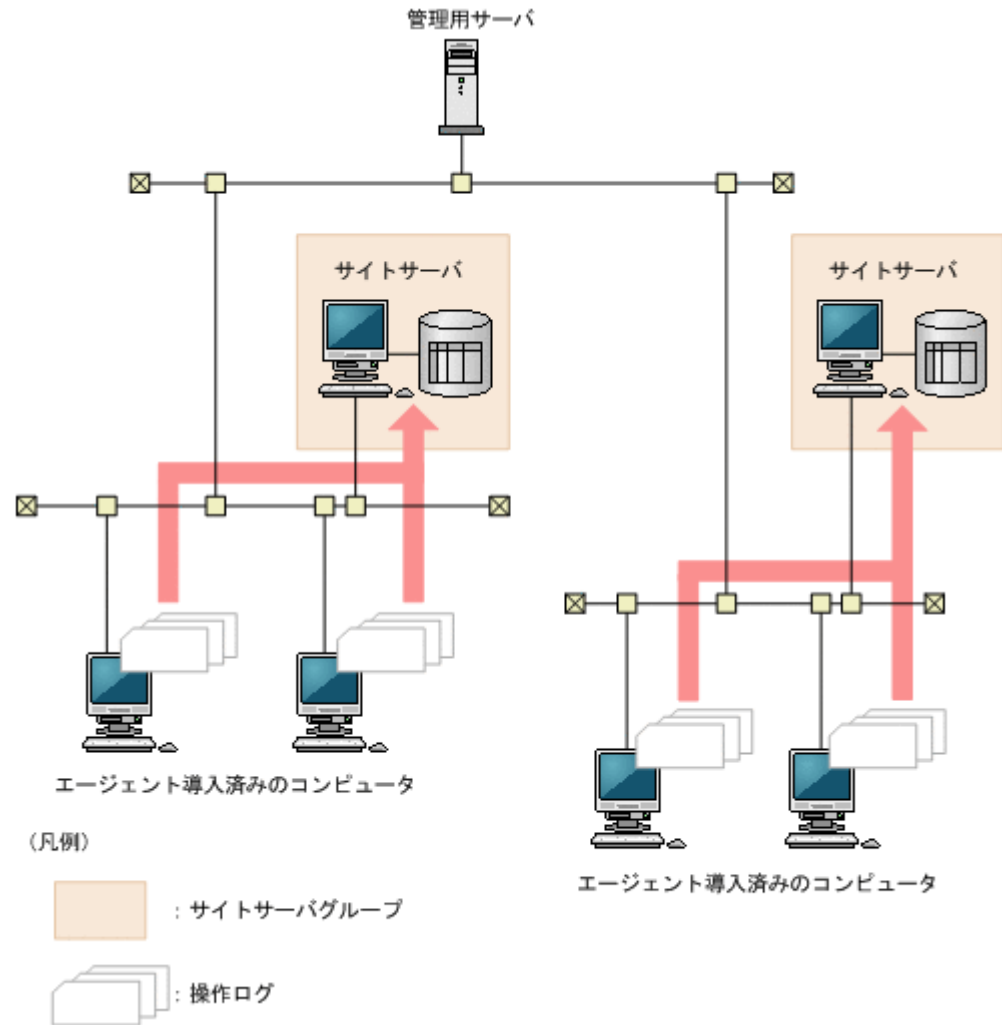 管理用サーバ
サイトサーバ
サイトサーバ
エージェント導入済みのコンピュータ
エージェント導入済みのコンピュータ
（凡例）
：サイトサーバグループ
：操作ログ